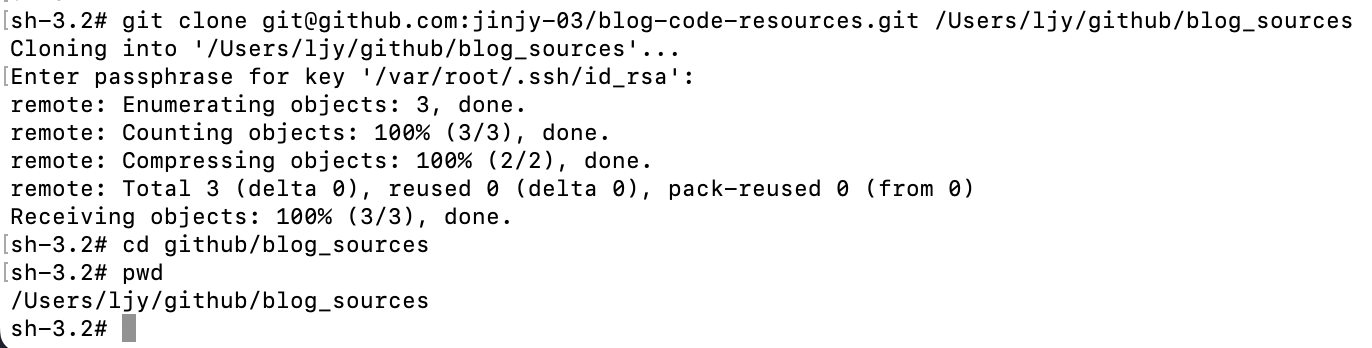 [sh-3.2# git clone git@github.com:jinjy-03/blog-code-resources.git /Users/ljy/github/blog_sources
Cloning into '/Users/ljy/github/blog_sources'...
[Enter passphrase for key '/var/root/.ssh/id_rsa':
remote: Enumerating objects: 3, done.
remote: Counting objects: 100% (3/3), done.
remote: Compressing objects: 100% (2/2), done.
remote: Total 3 (delta 0), reused 0 (delta 0), pack-reused 0 (from 0)
Receiving objects: 100% (3/3), done.
[sh-3.2# cd github/blog_sources
[sh-3.2# pwd
/Users/ljy/github/blog_sources
sh-3.2#